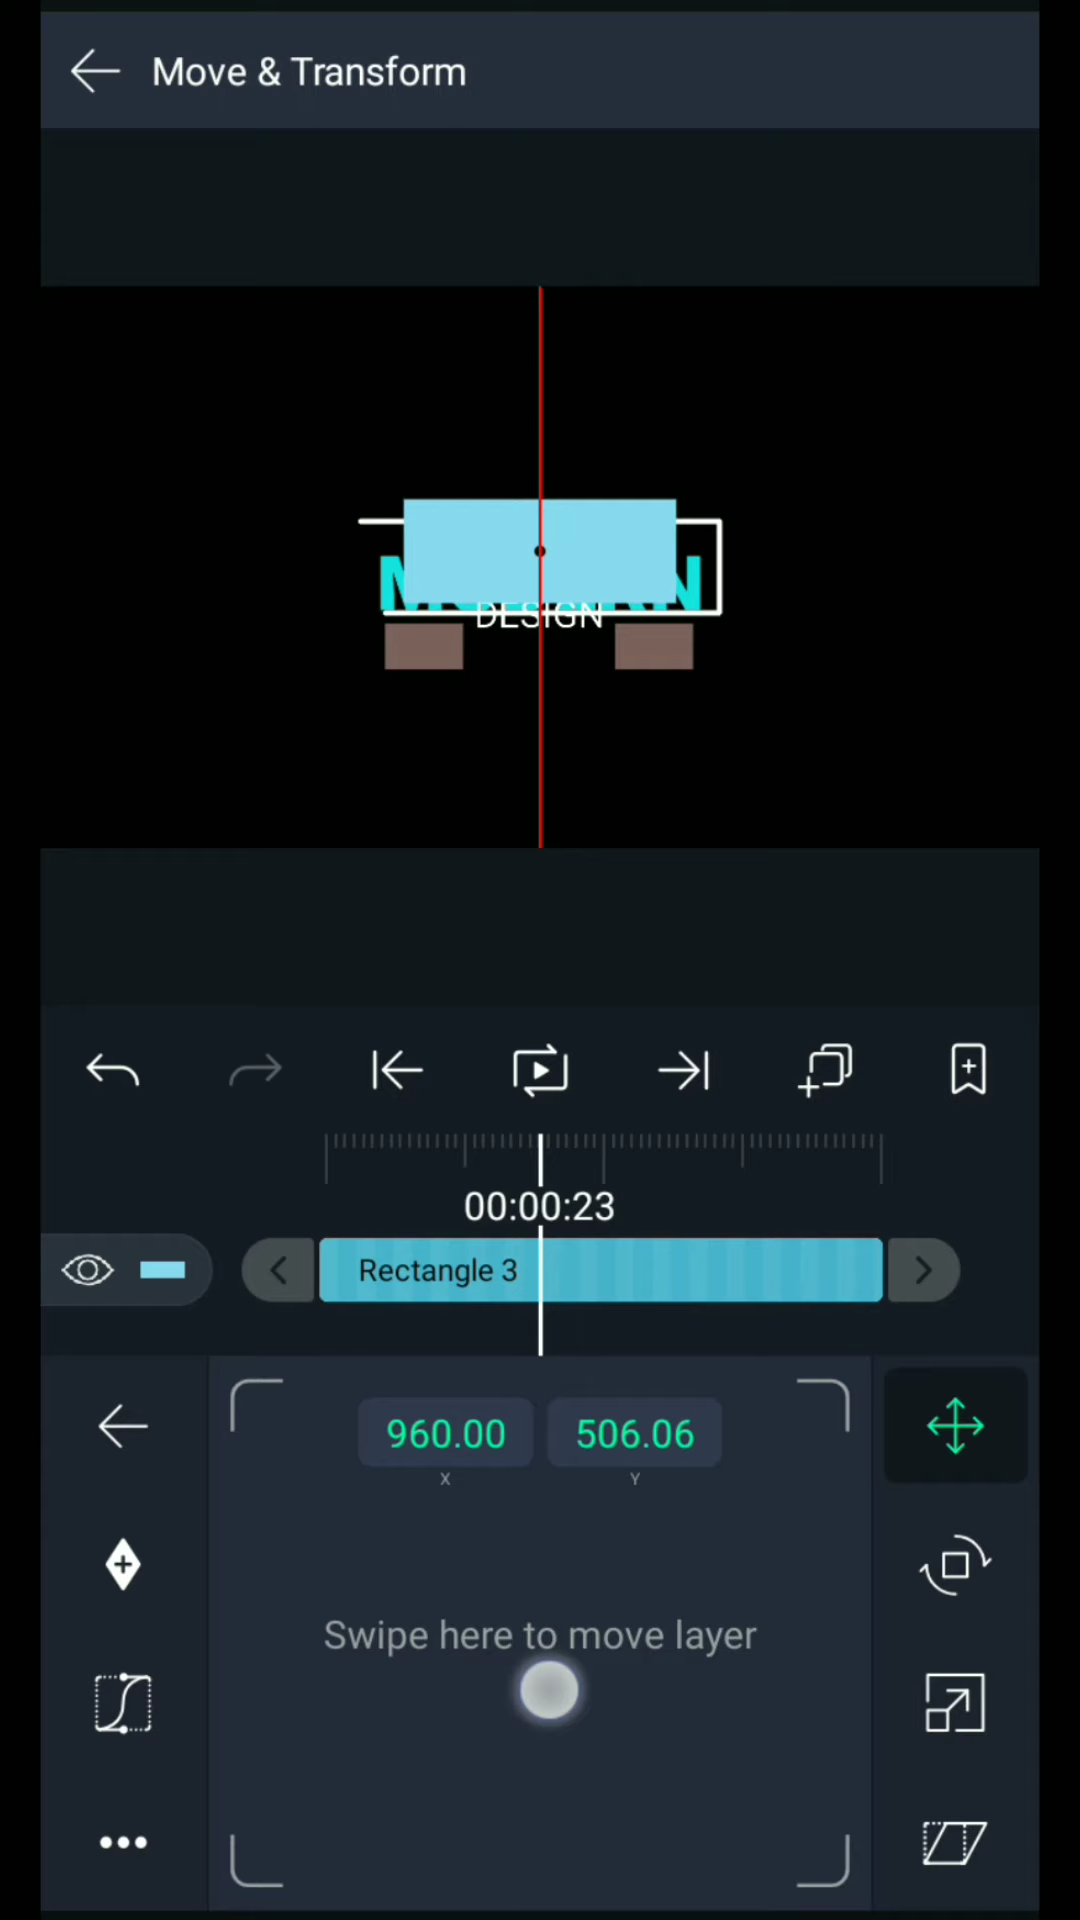 Move & Transform
DESIGN
00:00:23
Rectangle 3
960.00 506.06
X Y
Swipe here to move layer